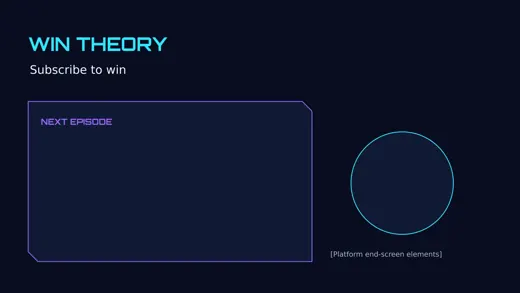 WIN THEORY
Subscribe to win
NEXT EPISODE
[Platform end-screen elements]